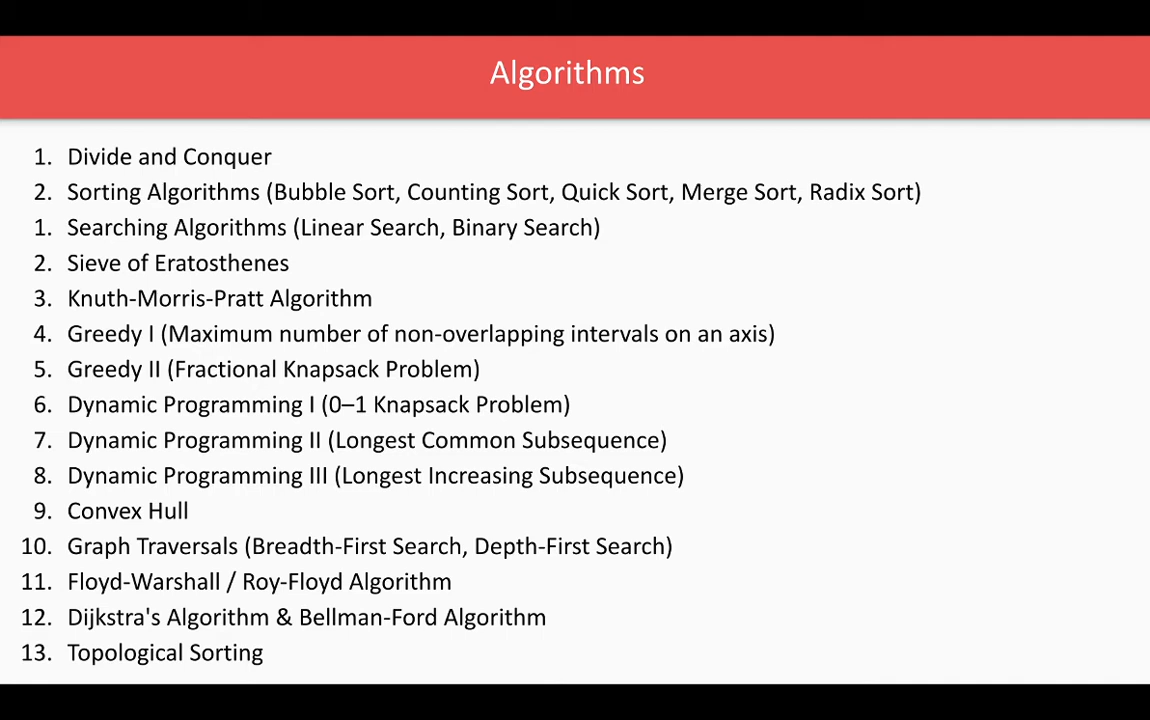 Algorithms
1. Divide and Conquer
2. Sorting Algorithms (Bubble Sort, Counting Sort, Quick Sort, Merge Sort, Radix Sort)
1. Searching Algorithms (Linear Search, Binary Search)
2. Sieve of Eratosthenes
3. Knuth-Morris-Pratt Algorithm
4. Greedy I (Maximum number of non-overlapping intervals on an axis)
5. Greedy II (Fractional Knapsack Problem)
6. Dynamic Programming I (0–1 Knapsack Problem)
7. Dynamic Programming II (Longest Common Subsequence)
8. Dynamic Programming III (Longest Increasing Subsequence)
9. Convex Hull
10. Graph Traversals (Breadth-First Search, Depth-First Search)
11. Floyd-Warshall / Roy-Floyd Algorithm
12. Dijkstra's Algorithm & Bellman-Ford Algorithm
13. Topological Sorting